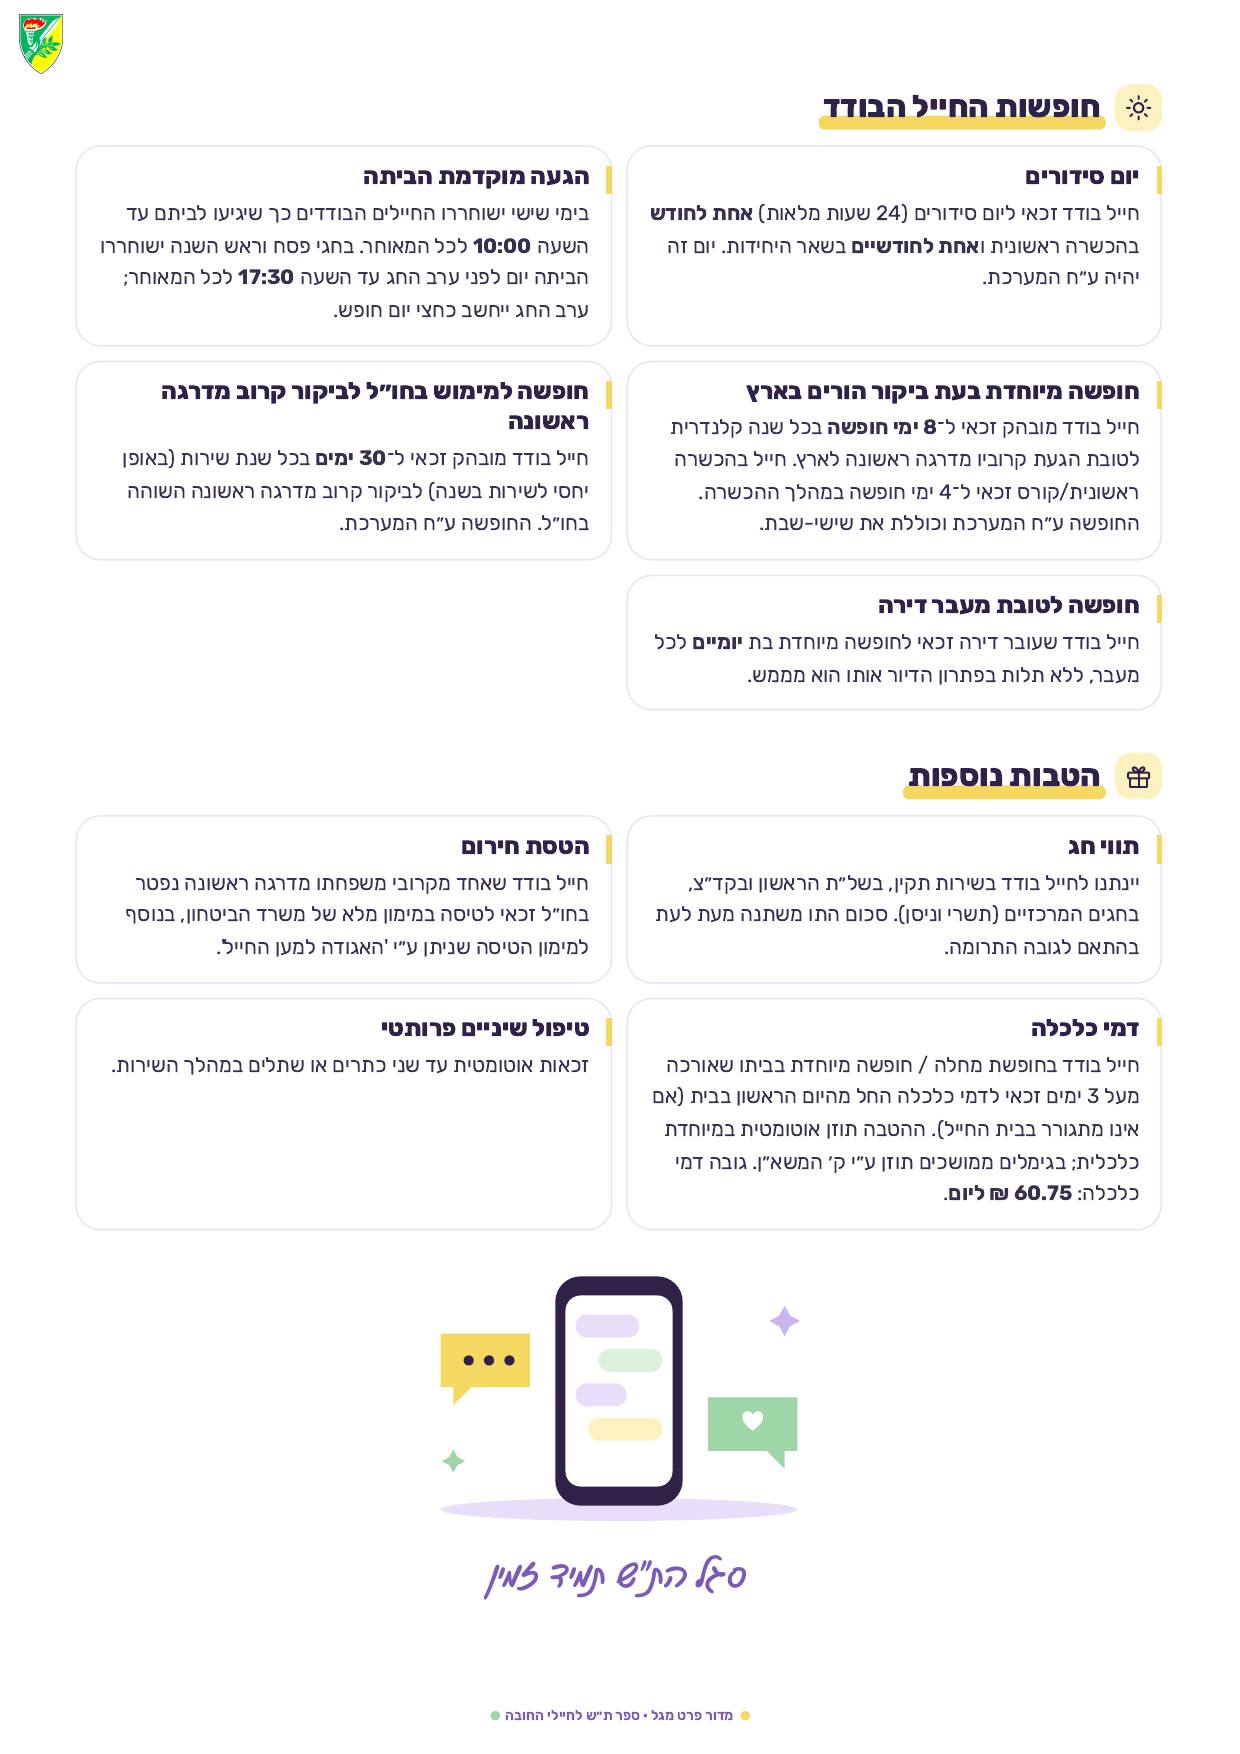 חופשות החייל הבודד
יום סידורים
חייל בודד זכאי ליום סידורים (24 שעות מלאות) אחת לחודש
בהכשרה ראשונית ואחת לחודשיים בשאר היחידות. יום זה
יהיה ע״ח המערכת.
הגעה מוקדמת הביתה
בימי שישי ישוחררו החיילים הבודדים כך שיגיעו לביתם עד
השעה 10:00 לכל המאוחר. בחגי פסח וראש השנה ישוחררו
הביתה יום לפני ערב החג עד השעה 17:30 לכל המאוחר;
ערב החג ייחשב כחצי יום חופש.
חופשה מיוחדת בעת ביקור הורים בארץ
חייל בודד מובהק זכאי ל־8 ימי חופשה בכל שנה קלנדרית
לטובת הגעת קרוביו מדרגה ראשונה לארץ. חייל בהכשרה
ראשונית/קורס זכאי ל־4 ימי חופשה במהלך ההכשרה.
החופשה ע״ח המערכת וכוללת את שישי-שבת.
חופשה למימוש בחו״ל לביקור קרוב מדרגה
ראשונה
חייל בודד מובהק זכאי ל־30 ימים בכל שנת שירות (באופן
יחסי לשירות בשנה) לביקור קרוב מדרגה ראשונה השוהה
בחו״ל. החופשה ע״ח המערכת.
חופשה לטובת מעבר דירה
חייל בודד שעובר דירה זכאי לחופשה מיוחדת בת יומיים לכל
מעבר, ללא תלות בפתרון הדיור אותו הוא מממש.
הטבות נוספות
תווי חג
יינתנו לחייל בודד בשירות תקין, בשל״ת הראשון ובקד״צ,
בחגים המרכזיים (תשרי וניסן). סכום התו משתנה מעת לעת
בהתאם לגובה התרומה.
הטסת חירום
חייל בודד שאחד מקרובי משפחתו מדרגה ראשונה נפטר
בחו״ל זכאי לטיסה במימון מלא של משרד הביטחון, בנוסף
למימון הטיסה שניתן ע״י 'האגודה למען החייל'.
דמי כלכלה
חייל בודד בחופשת מחלה / חופשה מיוחדת בביתו שאורכה
מעל 3 ימים זכאי לדמי כלכלה החל מהיום הראשון בבית (אם
אינו מתגורר בבית החייל). ההטבה תוזן אוטומטית במיוחדת
כלכלית; בגימלים ממושכים תוזן ע״י ק׳ המשא״ן. גובה דמי
כלכלה: 60.75 ₪ ליום.
טיפול שיניים פרותטי
זכאות אוטומטית עד שני כתרים או שתלים במהלך השירות.
סגל הת״ש תמיד זמין
מדור פרט מגל • ספר ת״ש לחיילי החובה